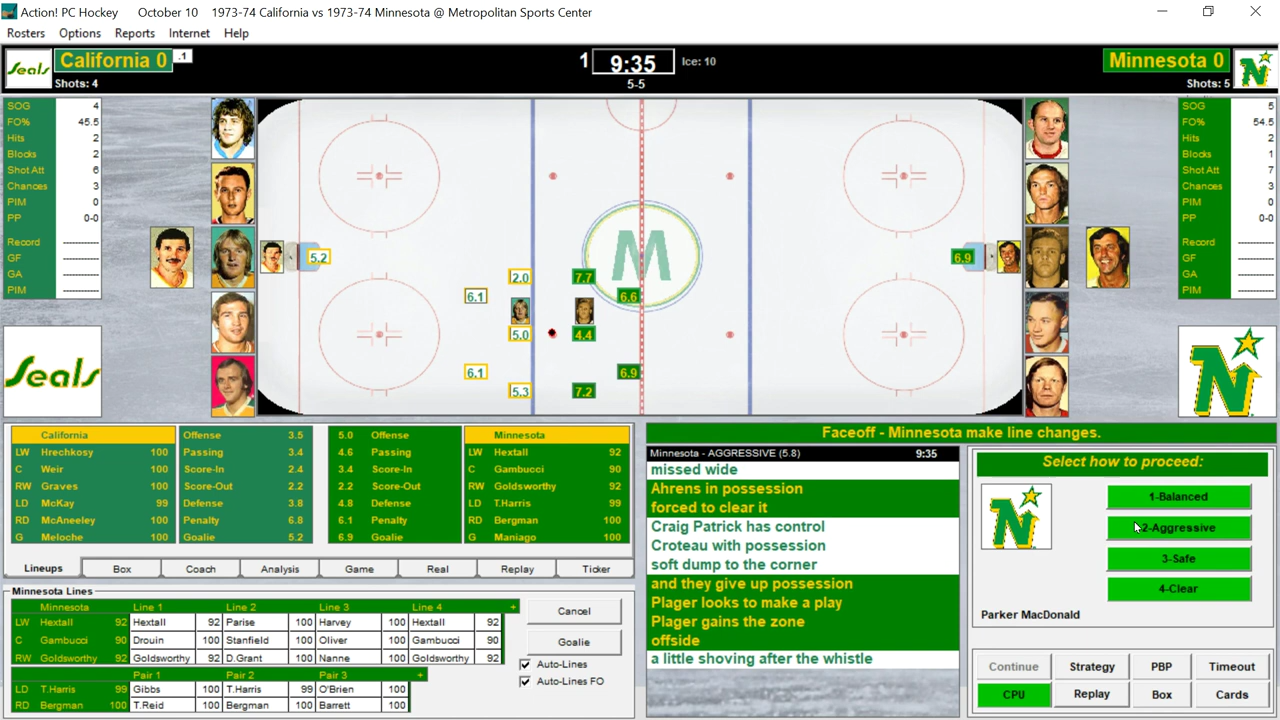 Action! PC Hockey October 10 1973-74 California vs 1973-74 Minnesota @ Metropolitan Sports Center
Rosters Options Reports Internet Help
Seals California 0 .1 1 9:35 Ice: 10 Minnesota 0
Shots: 4 5-5 Shots: 5
SOG 4
FO% 45.5
Hits 2
Blocks 2
Shot Att 6
Chances 3
PIM 0
PP 0-0
Record ----------
GF ----------
GA ----------
PIM ----------
Seals
5.2
2.0 7.7
6.1 6.6
5.0 4.4
6.1 6.9
5.3 7.2
M
6.9
SOG 5
FO% 54.5
Hits 2
Blocks 1
Shot Att 7
Chances 3
PIM 0
PP 0-0
Record ----------
GF ----------
GA ----------
PIM ----------
N
California Offense 3.5 5.0 Offense Minnesota
LW Hrechkosy 100 Passing 3.4 4.6 Passing LW Hextall 92
C Weir 100 Score-In 2.4 3.4 Score-In C Gambucci 90
RW Graves 100 Score-Out 2.2 2.2 Score-Out RW Goldsworthy 92
LD McKay 99 Defense 3.8 4.8 Defense LD T.Harris 99
RD McAneeley 100 Penalty 6.8 6.1 Penalty RD Bergman 100
G Meloche 100 Goalie 5.2 6.9 Goalie G Maniago 100
Lineups Box Coach Analysis Game Real Replay Ticker
Minnesota Lines
Minnesota Line 1 Line 2 Line 3 Line 4 +
LW Hextall 92 Hextall 92 Parise 100 Harvey 100 Hextall 92
C Gambucci 90 Drouin 100 Stanfield 100 Oliver 100 Gambucci 90
RW Goldsworthy 92 Goldsworthy 92 D.Grant 100 Nanne 100 Goldsworthy 92
Pair 1 Pair 2 Pair 3 +
LD T.Harris 99 Gibbs 100 T.Harris 99 O'Brien 100
RD Bergman 100 T.Reid 100 Bergman 100 Barrett 100
Cancel
Goalie
Auto-Lines
Auto-Lines FO
Faceoff - Minnesota make line changes.
Minnesota - AGGRESSIVE (5.8) 9:35
missed wide
Ahrens in possession
forced to clear it
Craig Patrick has control
Croteau with possession
soft dump to the corner
and they give up possession
Plager looks to make a play
Plager gains the zone
offside
a little shoving after the whistle
Select how to proceed:
1-Balanced
2-Aggressive
3-Safe
4-Clear
Parker MacDonald
Continue Strategy PBP Timeout
CPU Replay Box Cards